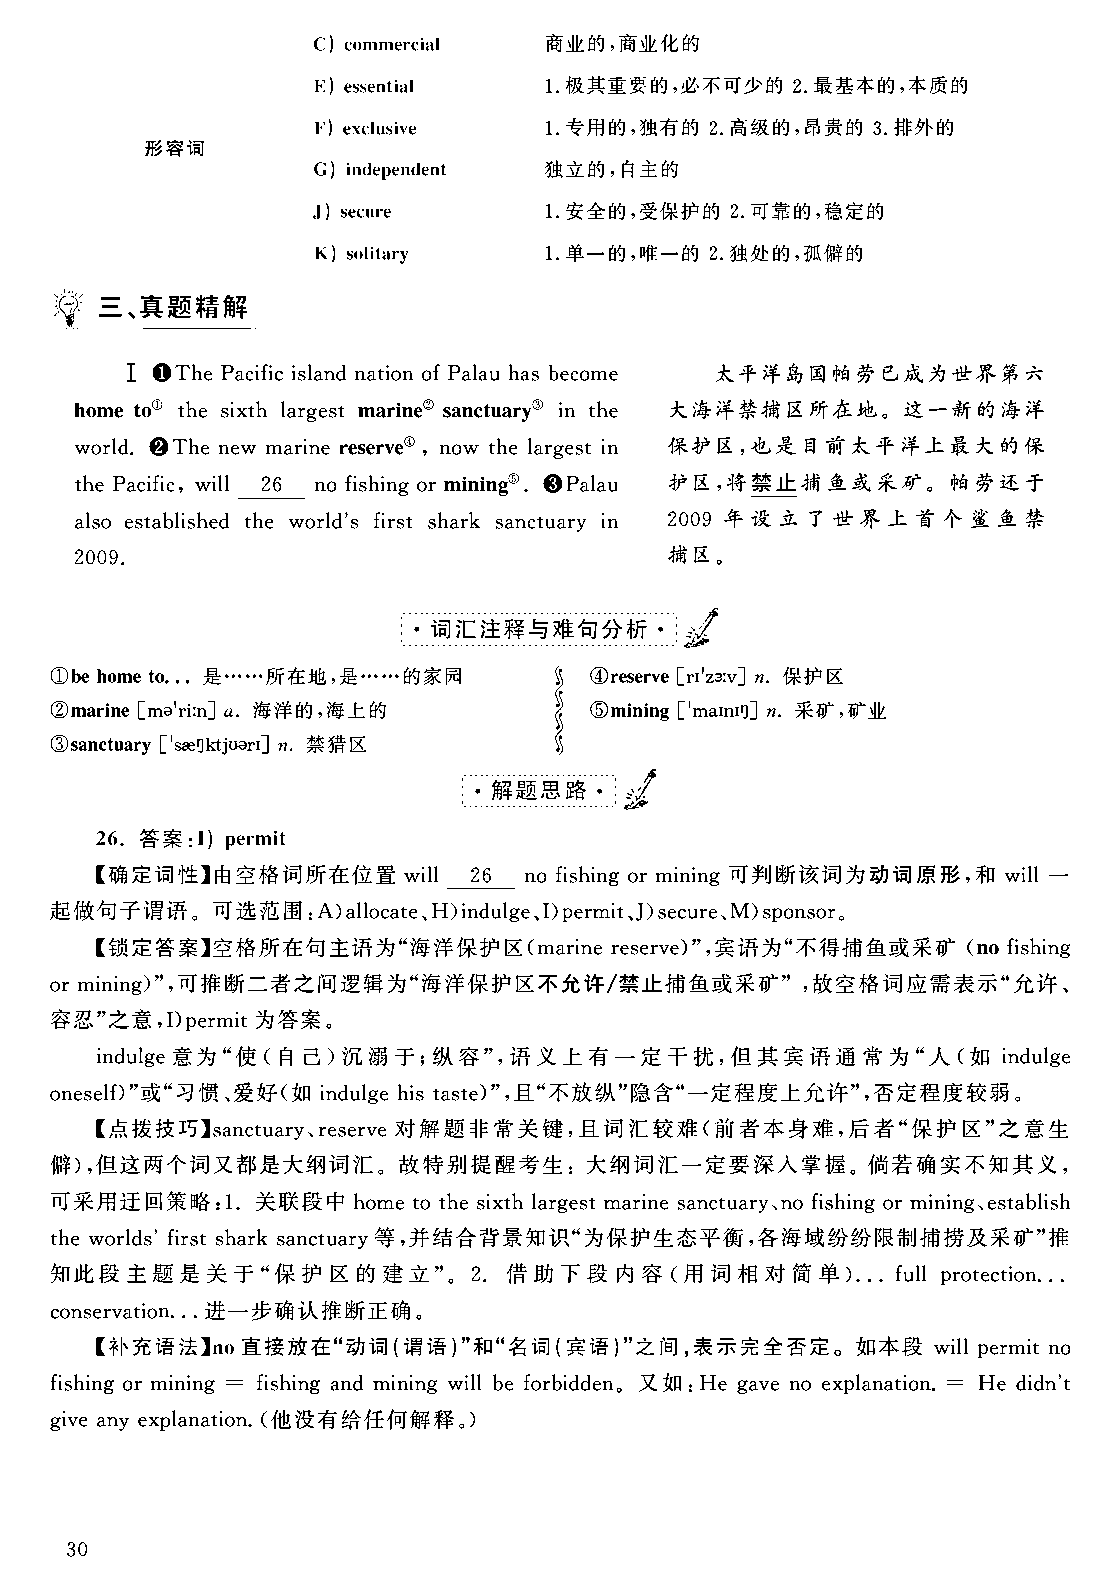 C) commercial 商业的,商业化的
E) essential 1.极其重要的,必不可少的 2.最基本的,本质的
F) exclusive 1.专用的,独有的 2.高级的,昂贵的 3.排外的
形容词
G) independent 独立的,自主的
J) secure 1.安全的,受保护的 2.可靠的,稳定的
K) solitary 1.单一的,唯一的 2.独处的,孤僻的
三、真题精解
I ❶The Pacific island nation of Palau has become
home to① the sixth largest marine② sanctuary③ in the
world. ❷The new marine reserve④, now the largest in
the Pacific, will 26 no fishing or mining⑤. ❸Palau
also established the world's first shark sanctuary in
2009.
太平洋岛国帕劳已成为世界第六
大海洋禁捕区所在地。这一新的海洋
保护区,也是目前太平洋上最大的保
护区,将禁止捕鱼或采矿。帕劳还于
2009 年设立了世界上首个鲨鱼禁
捕区。
·词汇注释与难句分析·
①be home to... 是……所在地,是……的家园
②marine [mə'ri:n] a. 海洋的,海上的
③sanctuary ['sæŋktjʊərɪ] n. 禁猎区
④reserve [rɪ'zɜ:v] n. 保护区
⑤mining ['maɪnɪŋ] n. 采矿,矿业
·解题思路·
26. 答案:I) permit
【确定词性】由空格词所在位置 will 26 no fishing or mining 可判断该词为动词原形,和 will 一
起做句子谓语。可选范围:A)allocate、H)indulge、I)permit、J)secure、M)sponsor。
【锁定答案】空格所在句主语为“海洋保护区(marine reserve)”,宾语为“不得捕鱼或采矿 (no fishing
or mining)”,可推断二者之间逻辑为“海洋保护区不允许/禁止捕鱼或采矿”,故空格词应需表示“允许、
容忍”之意,I)permit 为答案。
indulge 意为“使(自己)沉溺于;纵容”,语义上有一定干扰,但其宾语通常为“人(如 indulge
oneself)”或“习惯、爱好(如 indulge his taste)”,且“不放纵”隐含“一定程度上允许”,否定程度较弱。
【点拨技巧】sanctuary、reserve 对解题非常关键,且词汇较难(前者本身难,后者“保护区”之意生
僻),但这两个词又都是大纲词汇。故特别提醒考生：大纲词汇一定要深入掌握。倘若确实不知其义,
可采用迂回策略:1. 关联段中 home to the sixth largest marine sanctuary、no fishing or mining、establish
the worlds' first shark sanctuary 等,并结合背景知识“为保护生态平衡,各海域纷纷限制捕捞及采矿”推
知此段主题是关于“保护区的建立”。2. 借助下段内容(用词相对简单)... full protection...
conservation... 进一步确认推断正确。
【补充语法】no 直接放在“动词(谓语)”和“名词(宾语)”之间,表示完全否定。如本段 will permit no
fishing or mining = fishing and mining will be forbidden。又如:He gave no explanation. = He didn't
give any explanation.(他没有给任何解释。)
30